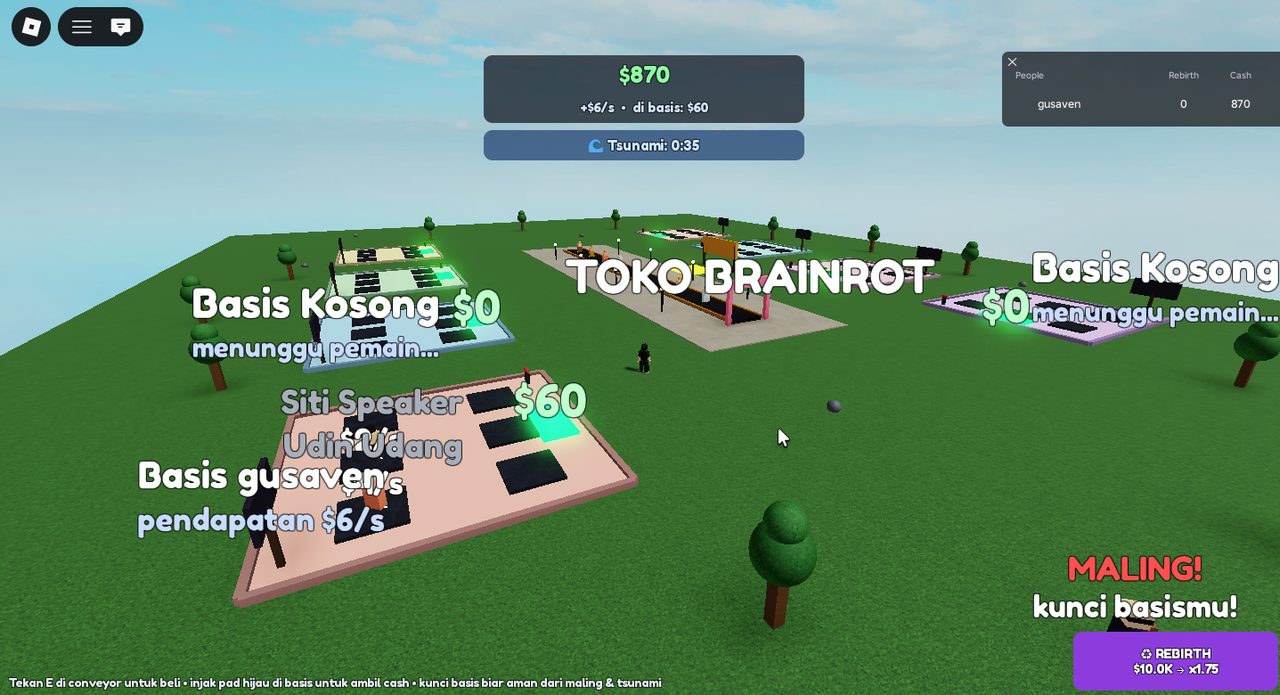 $870
+$6/s • di basis: $60
Tsunami: 0:35
People Rebirth Cash
gusaven 0 870
TOKO BRAINROT
Basis Kosong
$0
menunggu pemain...
Basis Kosong
$0
menunggu pemain...
Siti Speaker
$60
Udin Udang
Basis gusaven
pendapatan $6/s
MALING!
kunci basismu!
REBIRTH
$10.0K → x1.75
Tekan E di conveyor untuk beli • injak pad hijau di basis untuk ambil cash • kunci basis biar aman dari maling & tsunami